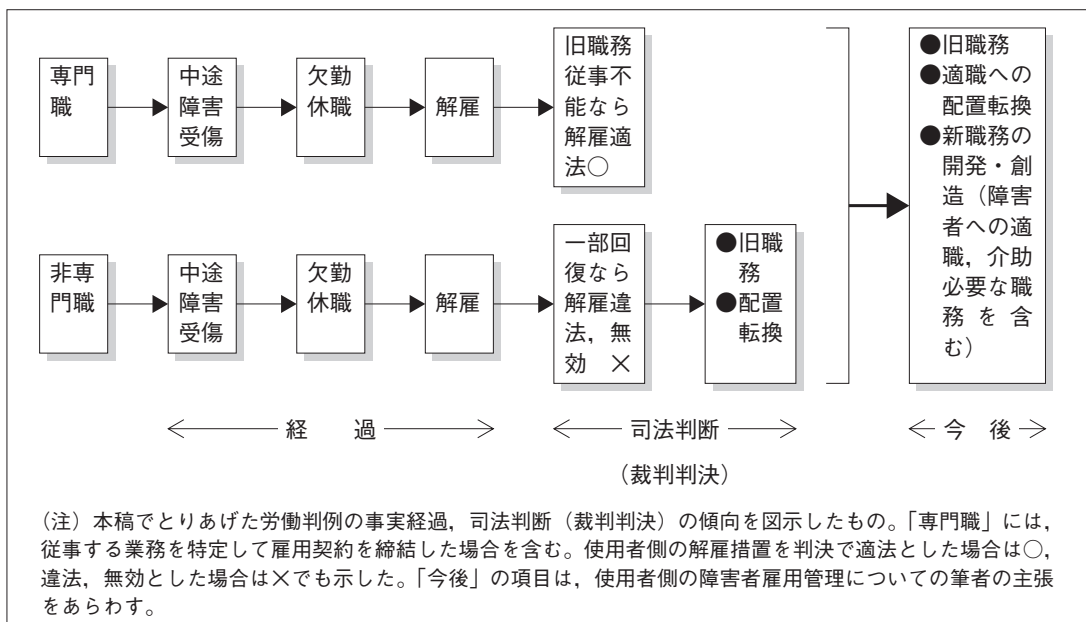 専門
職
中途
障害
受傷
欠勤
休職
解雇
旧職務
従事不
能なら
解雇適
法○
非専
門職
中途
障害
受傷
欠勤
休職
解雇
一部回
復なら
解雇違
法，無
効 ×
●旧職
務
●配置
転換
●旧職務
●適職への
配置転換
●新職務の
開発・創
造（障害
者への適
職，介助
必要な職
務を含
む）
経 過
司法判断
（裁判判決）
今 後
（注）本稿でとりあげた労働判例の事実経過，司法判断（裁判判決）の傾向を図示したもの。「専門職」には，
従事する業務を特定して雇用契約を締結した場合を含む。使用者側の解雇措置を判決で適法とした場合は○，
違法，無効とした場合は×でも示した。「今後」の項目は，使用者側の障害者雇用管理についての筆者の主張
をあらわす。